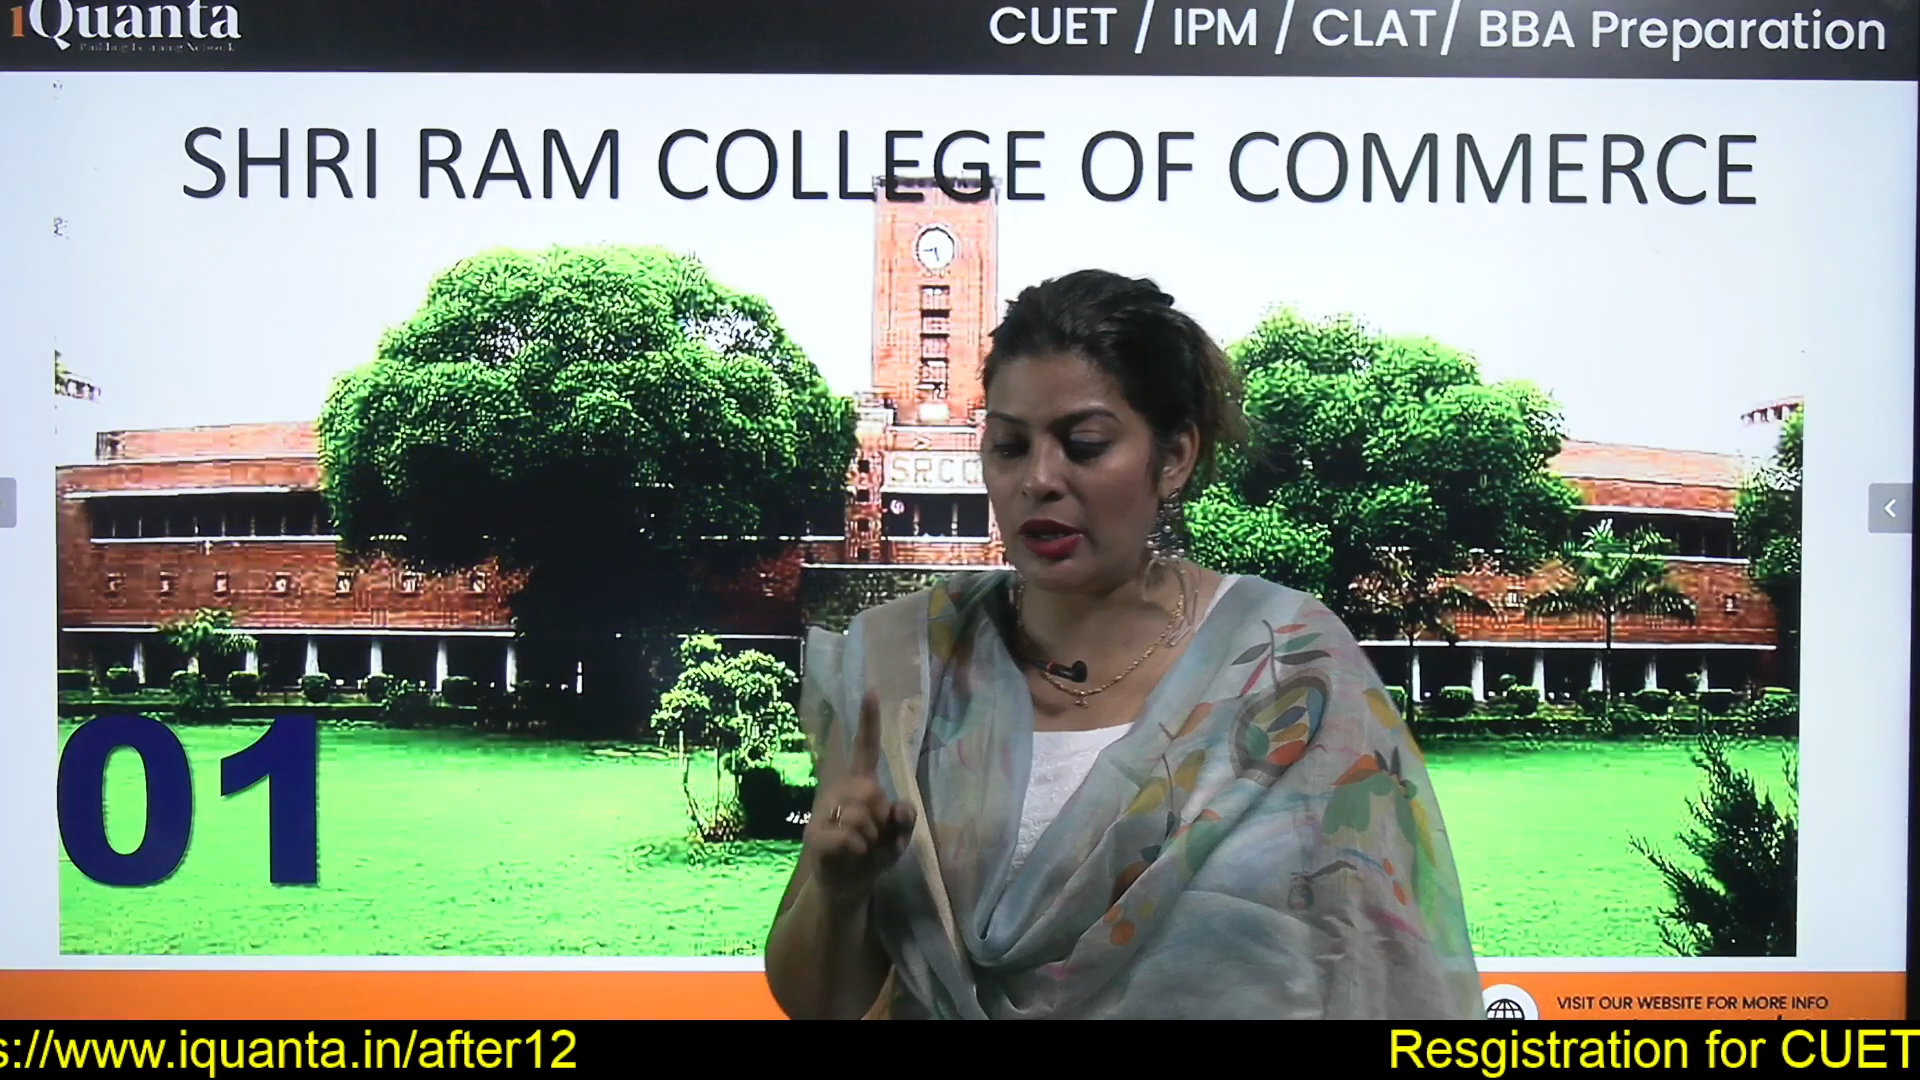 iQuanta
CUET / IPM / CLAT/ BBA Preparation
SHRI RAM COLLEGE OF COMMERCE
SRCC
01
VISIT OUR WEBSITE FOR MORE INFO
s://www.iquanta.in/after12
Resgistration for CUET